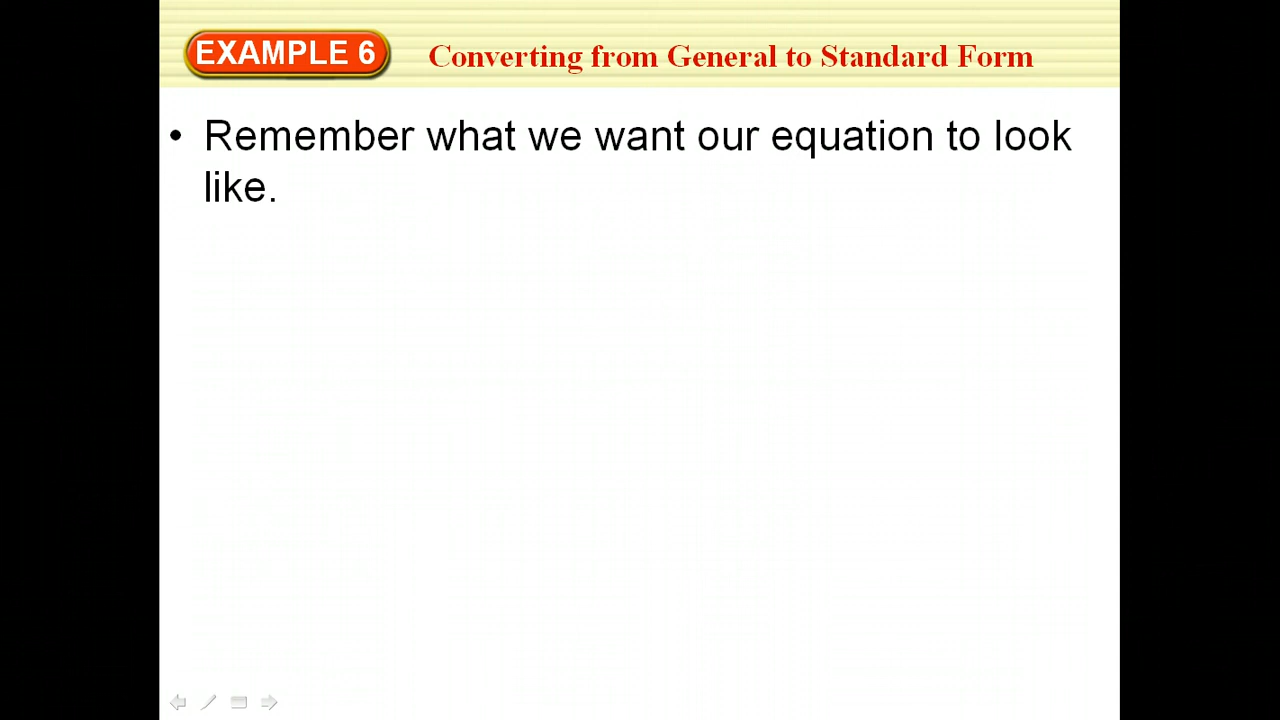 EXAMPLE 6 Converting from General to Standard Form
• Remember what we want our equation to look
like.